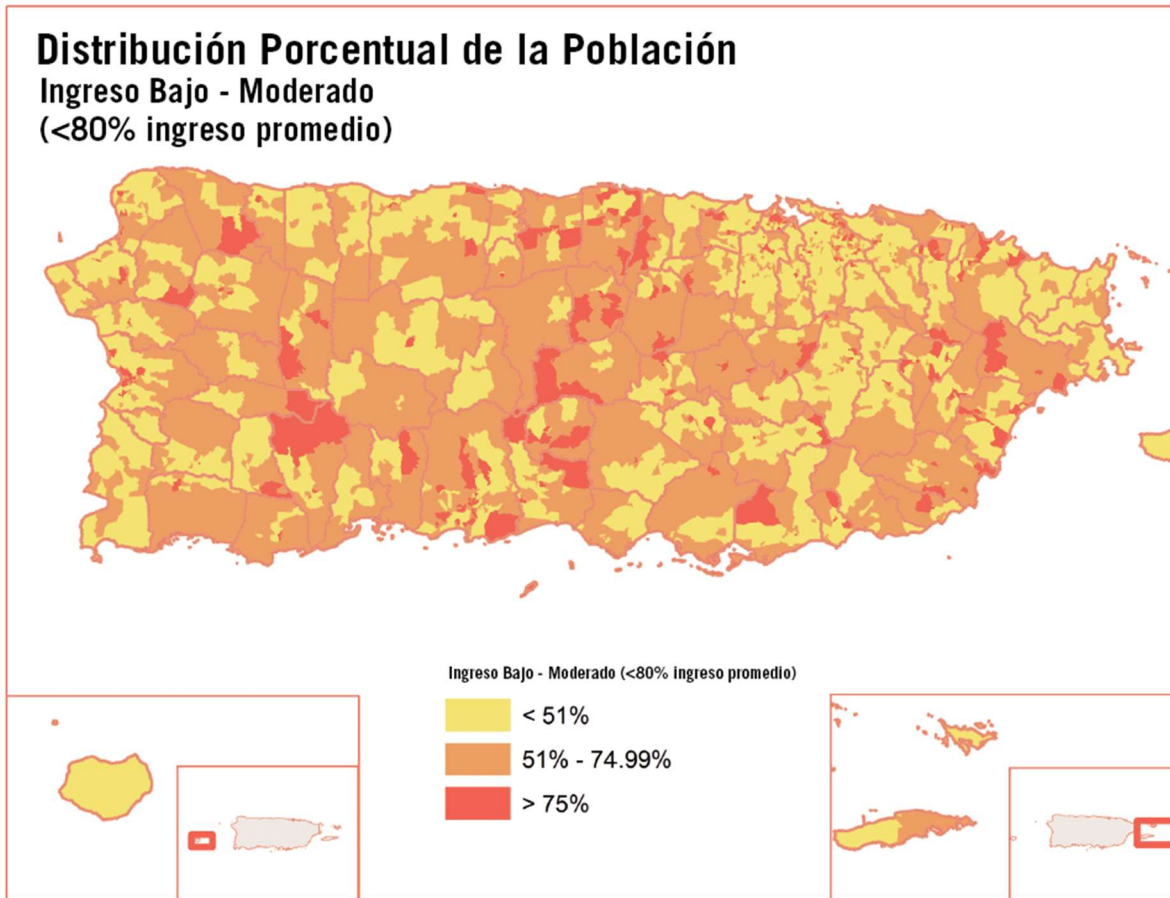 Distribución Porcentual de la Población
Ingreso Bajo - Moderado
(<80% ingreso promedio)
Ingreso Bajo - Moderado (<80% ingreso promedio)
< 51%
51% - 74.99%
> 75%